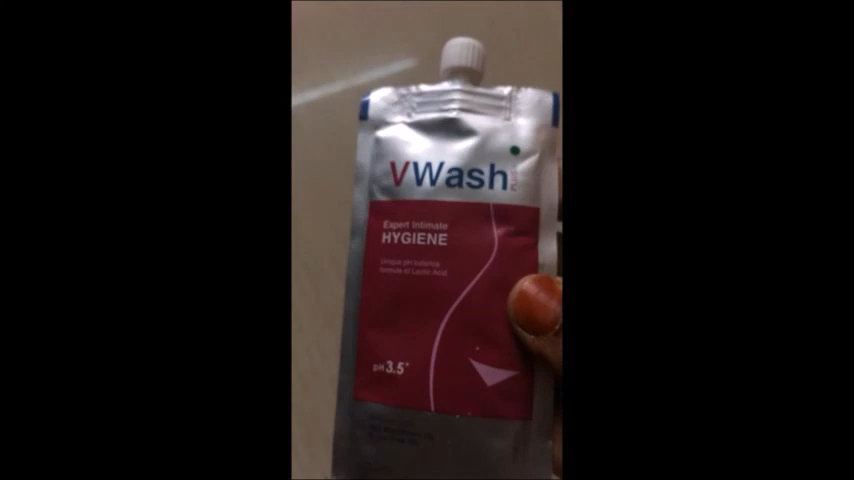 VWash
PLUS
Expert Intimate
HYGIENE
Unique pH balance
formula of Lactic Acid
pH 3.5*